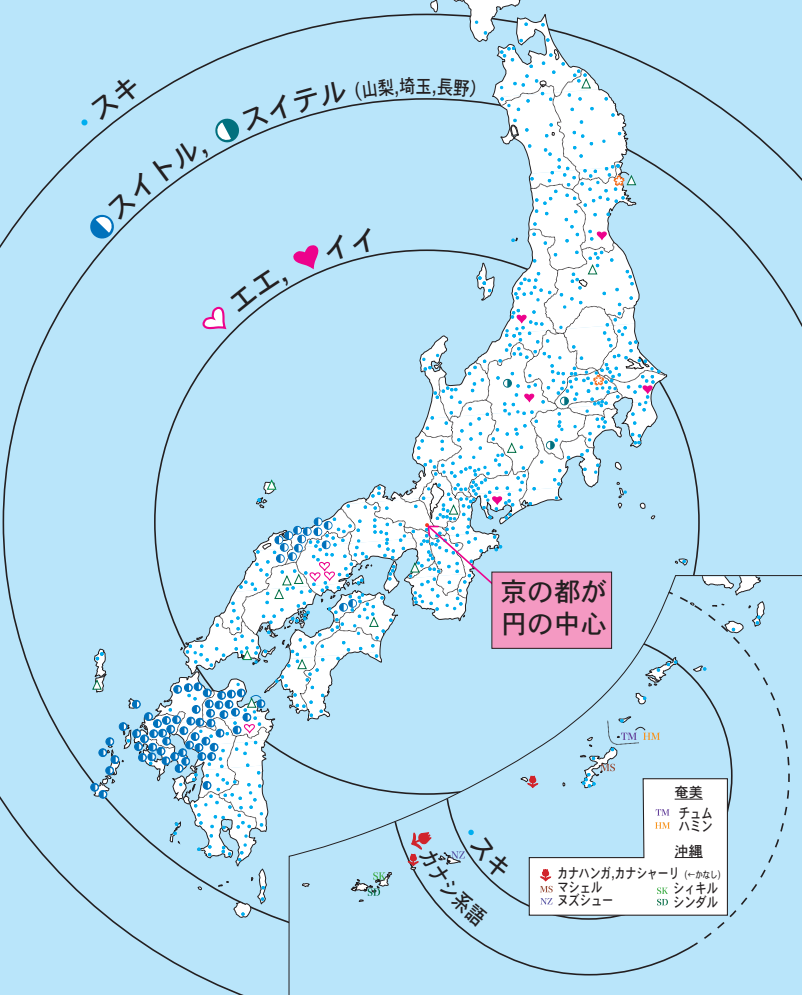 スキ
スイトル, スイテル (山梨,埼玉,長野)
エエ, イイ
京の都が
円の中心
TM HM
MS
NZ
SK
SD
スキ
ガナシ系語
奄美
TM チュム
HM ハミン
沖縄
カナハンガ,カナシャーリ (←かなし)
MS マシェル SK シィキル
NZ ヌズシュー SD シンダル